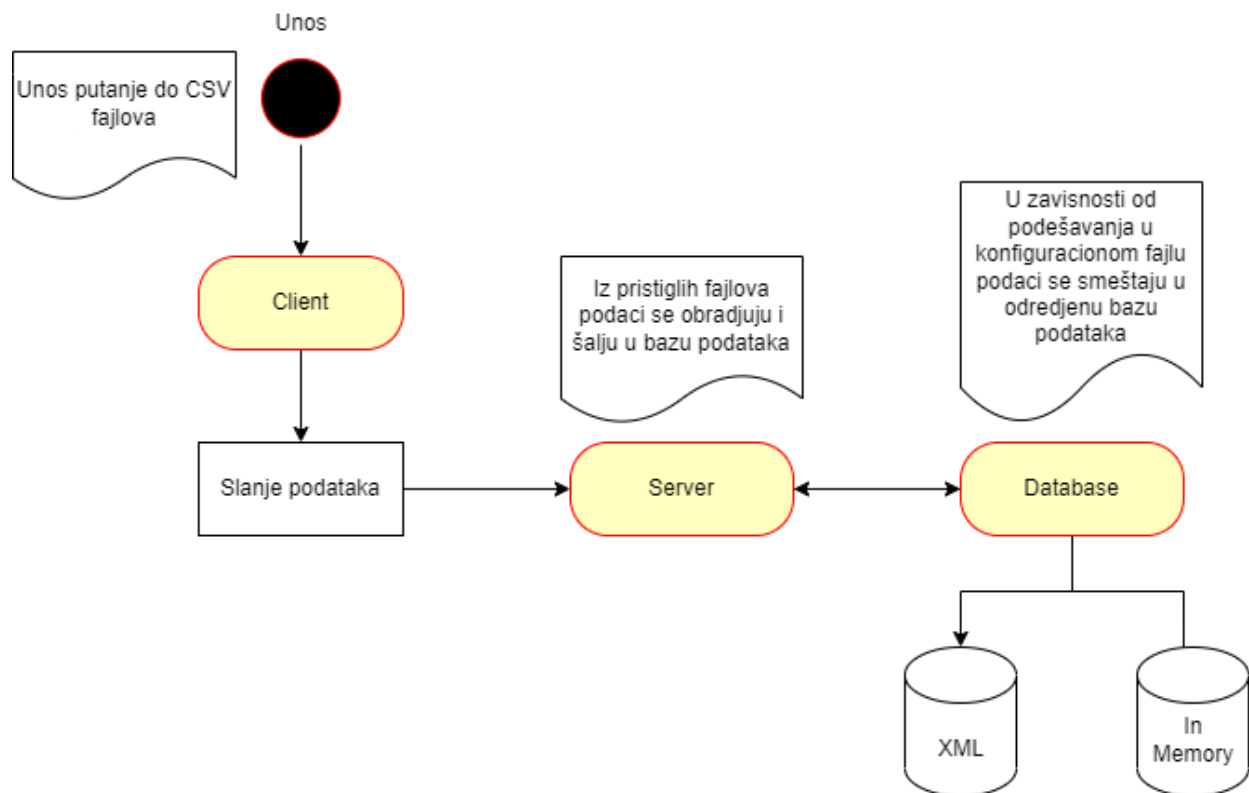 Unos
Unos putanje do CSV
fajlova
Client
Iz pristiglih fajlova
podaci se obradjuju i
šalju u bazu podataka
U zavisnosti od
podešavanja u
konfiguracionom fajlu
podaci se smeštaju u
odredjenu bazu
podataka
Slanje podataka
Server
Database
XML
In
Memory